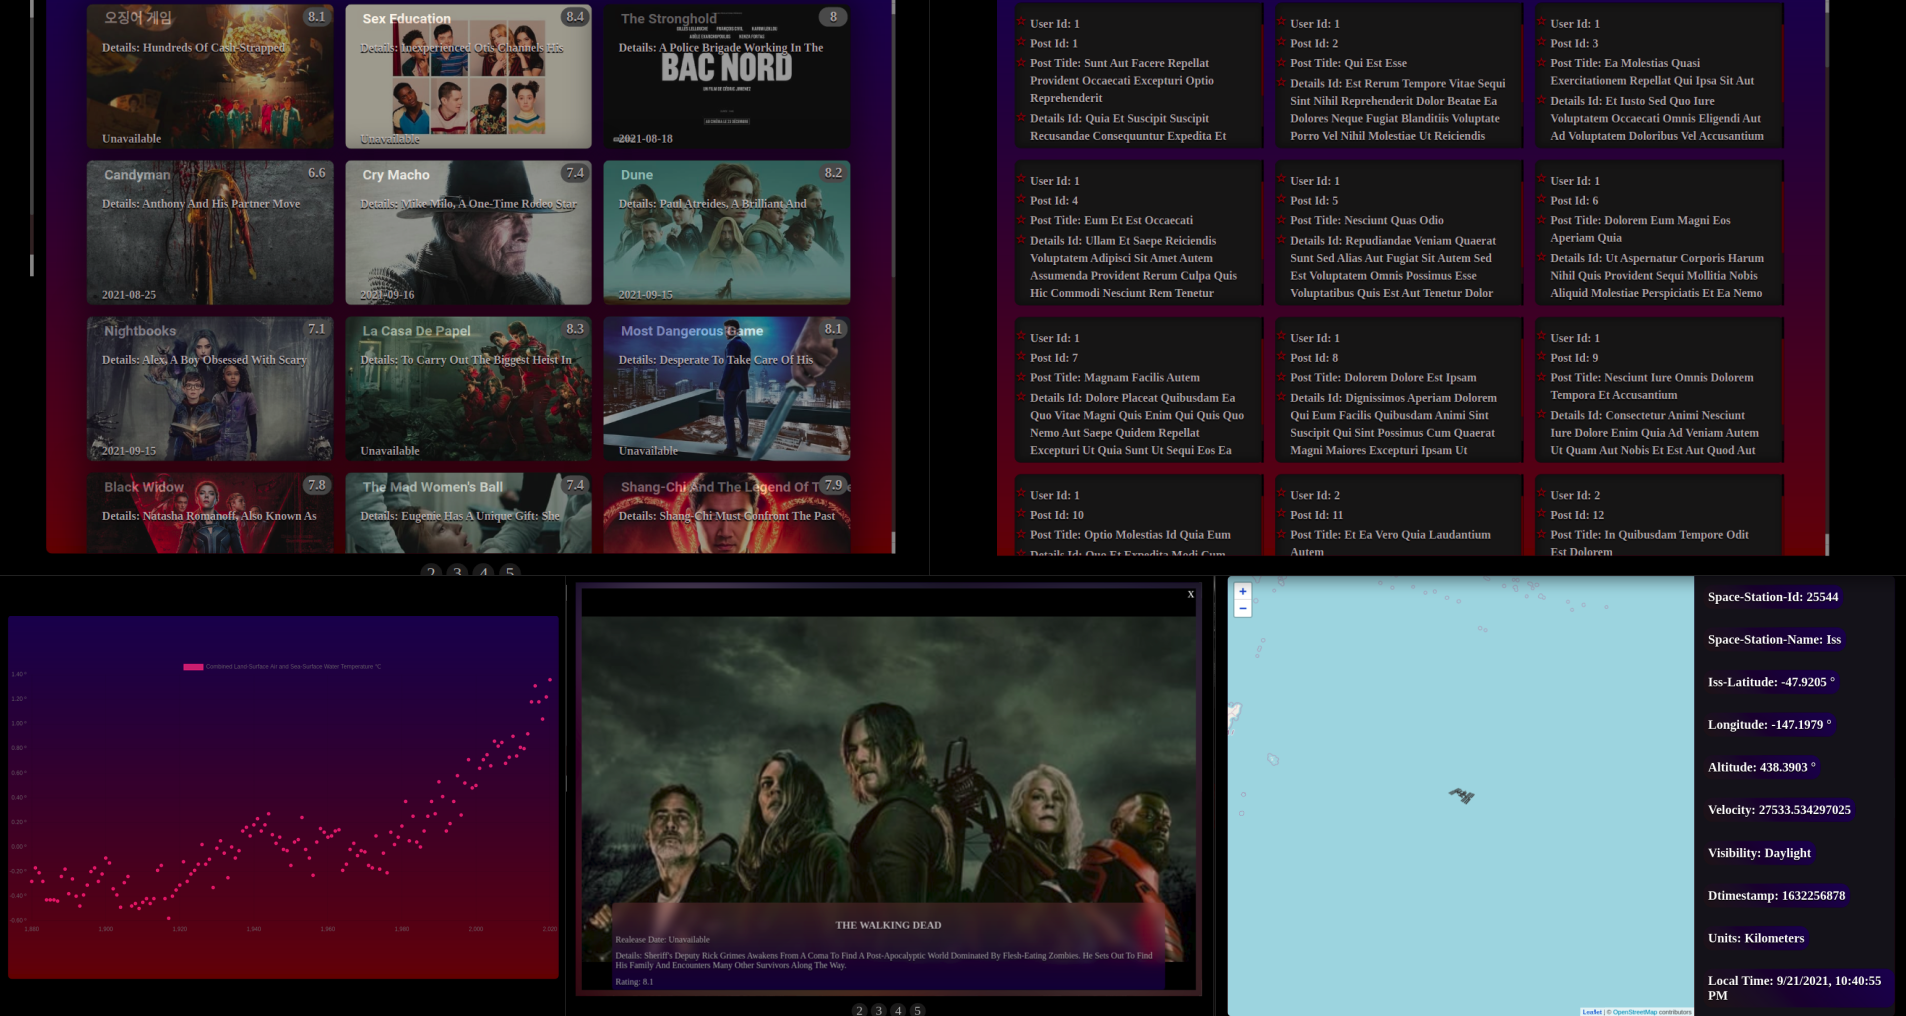 오징어 게임
8.1
Details: Hundreds Of Cash-Strapped
Unavailable
Sex Education
8.4
Details: Inexperienced Otis Channels His
Unavailable
The Stronghold
8
Details: A Police Brigade Working In The
GILLES LELLOUCHE FRANÇOIS CIVIL KARIM LEKLOU
ADÈLE EXARCHOPOULOS KENZA FORTAS
BAC NORD
UN FILM DE CÉDRIC JIMENEZ
2021-08-18
Candyman
6.6
Details: Anthony And His Partner Move
2021-08-25
Cry Macho
7.4
Details: Mike Milo, A One-Time Rodeo Star
2021-09-16
Dune
8.2
Details: Paul Atreides, A Brilliant And
2021-09-15
Nightbooks
7.1
Details: Alex, A Boy Obsessed With Scary
2021-09-15
La Casa De Papel
8.3
Details: To Carry Out The Biggest Heist In
Unavailable
Most Dangerous Game
8.1
Details: Desperate To Take Care Of His
Unavailable
Black Widow
7.8
Details: Natasha Romanoff, Also Known As
The Mad Women's Ball
7.4
Details: Eugenie Has A Unique Gift: She
Shang-Chi And The Legend Of T
7.9
Details: Shang-Chi Must Confront The Past
2 3 4 5
User Id: 1
Post Id: 1
Post Title: Sunt Aut Facere Repellat
Provident Occaecati Excepturi Optio
Reprehenderit
Details Id: Quia Et Suscipit Suscipit
Recusandae Consequuntur Expedita Et
User Id: 1
Post Id: 2
Post Title: Qui Est Esse
Details Id: Est Rerum Tempore Vitae Sequi
Sint Nihil Reprehenderit Dolor Beatae Ea
Dolores Neque Fugiat Blanditiis Voluptate
Porro Vel Nihil Molestiae Ut Reiciendis
User Id: 1
Post Id: 3
Post Title: Ea Molestias Quasi
Exercitationem Repellat Qui Ipsa Sit Aut
Details Id: Et Iusto Sed Quo Iure
Voluptatem Occaecati Omnis Eligendi Aut
Ad Voluptatem Doloribus Vel Accusantium
User Id: 1
Post Id: 4
Post Title: Eum Et Est Occaecati
Details Id: Ullam Et Saepe Reiciendis
Voluptatem Adipisci Sit Amet Autem
Assumenda Provident Rerum Culpa Quis
Hic Commodi Nesciunt Rem Tenetur
User Id: 1
Post Id: 5
Post Title: Nesciunt Quas Odio
Details Id: Repudiandae Veniam Quaerat
Sunt Sed Alias Aut Fugiat Sit Autem Sed
Est Voluptatem Omnis Possimus Esse
Voluptatibus Quis Est Aut Tenetur Dolor
User Id: 1
Post Id: 6
Post Title: Dolorem Eum Magni Eos
Aperiam Quia
Details Id: Ut Aspernatur Corporis Harum
Nihil Quis Provident Sequi Mollitia Nobis
Aliquid Molestiae Perspiciatis Et Ea Nemo
User Id: 1
Post Id: 7
Post Title: Magnam Facilis Autem
Details Id: Dolore Placeat Quibusdam Ea
Quo Vitae Magni Quis Enim Qui Quis Quo
Nemo Aut Saepe Quidem Repellat
Excepturi Ut Quia Sunt Ut Sequi Eos Ea
User Id: 1
Post Id: 8
Post Title: Dolorem Dolore Est Ipsam
Details Id: Dignissimos Aperiam Dolorem
Qui Eum Facilis Quibusdam Animi Sint
Suscipit Qui Sint Possimus Cum Quaerat
Magni Maiores Excepturi Ipsam Ut
User Id: 1
Post Id: 9
Post Title: Nesciunt Iure Omnis Dolorem
Tempora Et Accusantium
Details Id: Consectetur Animi Nesciunt
Iure Dolore Enim Quia Ad Veniam Autem
Ut Quam Aut Nobis Et Est Aut Quod Aut
User Id: 1
Post Id: 10
Post Title: Optio Molestias Id Quia Eum
Details Id: Quo Et Expedita Modi Cum
User Id: 2
Post Id: 11
Post Title: Et Ea Vero Quia Laudantium
Autem
User Id: 2
Post Id: 12
Post Title: In Quibusdam Tempore Odit
Est Dolorem
Combined Land-Surface Air and Sea-Surface Water Temperature °C
1.40 °
1.20 °
1.00 °
0.80 °
0.60 °
0.40 °
0.20 °
0.00 °
-0.20 °
-0.40 °
-0.60 °
1,880 1,900 1,920 1,940 1,960 1,980 2,000 2,020
X
THE WALKING DEAD
Realease Date: Unavailable
Details: Sheriff's Deputy Rick Grimes Awakens From A Coma To Find A Post-Apocalyptic World Dominated By Flesh-Eating Zombies. He Sets Out To Find
His Family And Encounters Many Other Survivors Along The Way.
Rating: 8.1
2 3 4 5
+
−
Leaflet | © OpenStreetMap contributors
Space-Station-Id: 25544
Space-Station-Name: Iss
Iss-Latitude: -47.9205 °
Longitude: -147.1979 °
Altitude: 438.3903 °
Velocity: 27533.534297025
Visibility: Daylight
Dtimestamp: 1632256878
Units: Kilometers
Local Time: 9/21/2021, 10:40:55
PM